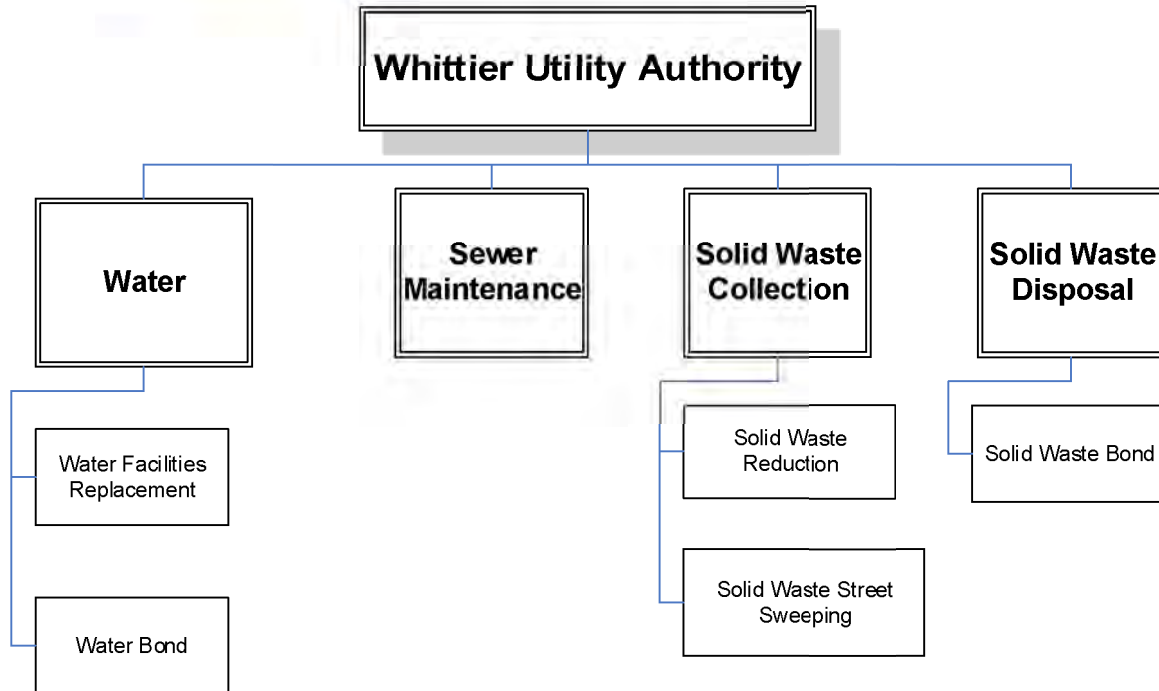 Whittier Utility Authority
Water
Sewer
Maintenance
Solid Waste
Collection
Solid Waste
Disposal
Water Facilities
Replacement
Water Bond
Solid Waste
Reduction
Solid Waste Street
Sweeping
Solid Waste Bond